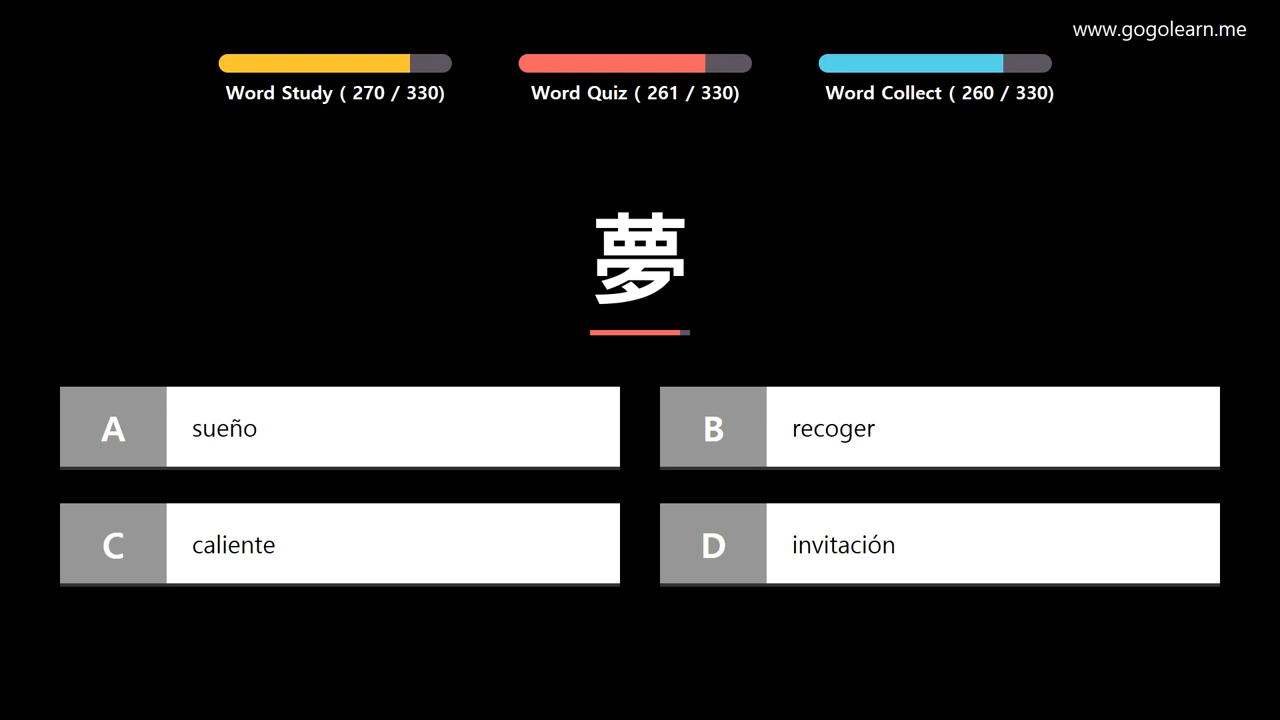 www.gogolearn.me
Word Study ( 270 / 330)
Word Quiz ( 261 / 330)
Word Collect ( 260 / 330)
夢
A sueño
B recoger
C caliente
D invitación